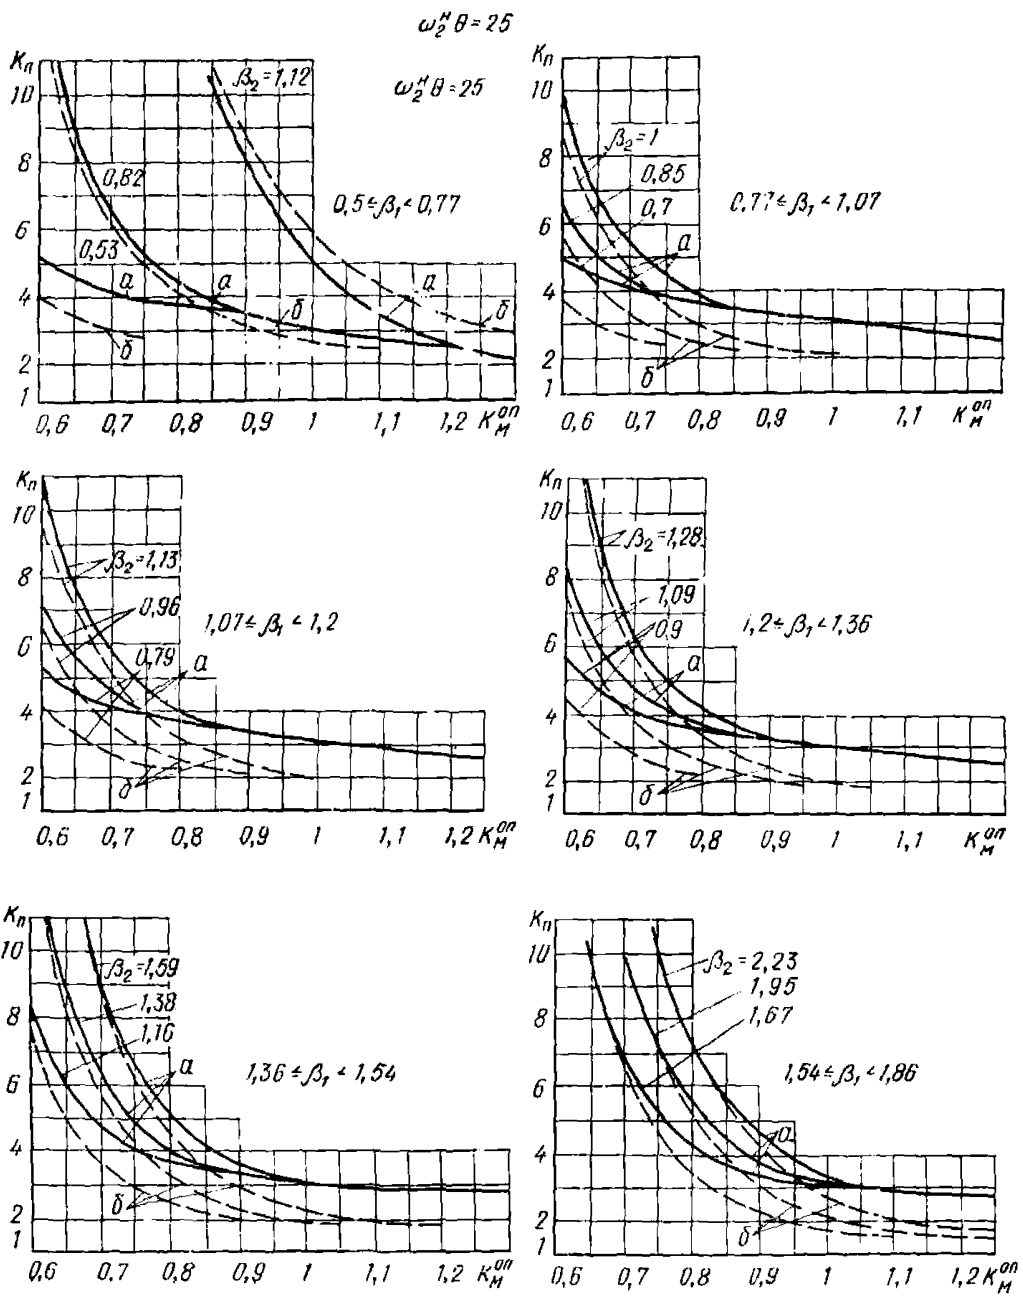 ω₂ᴴθ=25
ω₂ᴴθ=25
Kп
10
8
6
4
2
1
β₂=1,12
0,82
0,53
a
a
a
б
б
б
0,5≤β₁<0,77
0,6 0,7 0,8 0,9 1 1,1 1,2 Kмоп
Kп
10
8
6
4
2
1
β₂=1
0,85
0,7
a
б
0,77≤β₁<1,07
0,6 0,7 0,8 0,9 1 1,1 Kмоп
Kп
10
8
6
4
2
1
β₂=1,13
0,96
0,79
a
б
1,07≤β₁<1,2
0,6 0,7 0,8 0,9 1 1,1 1,2 Kмоп
Kп
10
8
6
4
2
1
β₂=1,28
1,09
0,9
a
б
1,2≤β₁<1,36
0,6 0,7 0,8 0,9 1 1,1 Kмоп
Kп
10
8
6
4
2
1
β₂=1,59
1,38
1,16
a
б
1,36≤β₁<1,54
0,6 0,7 0,8 0,9 1 1,1 Kмоп
Kп
10
8
6
4
2
1
β₂=2,23
1,95
1,67
a
б
1,54≤β₁<1,86
0,6 0,7 0,8 0,9 1 1,1 1,2 Kмоп